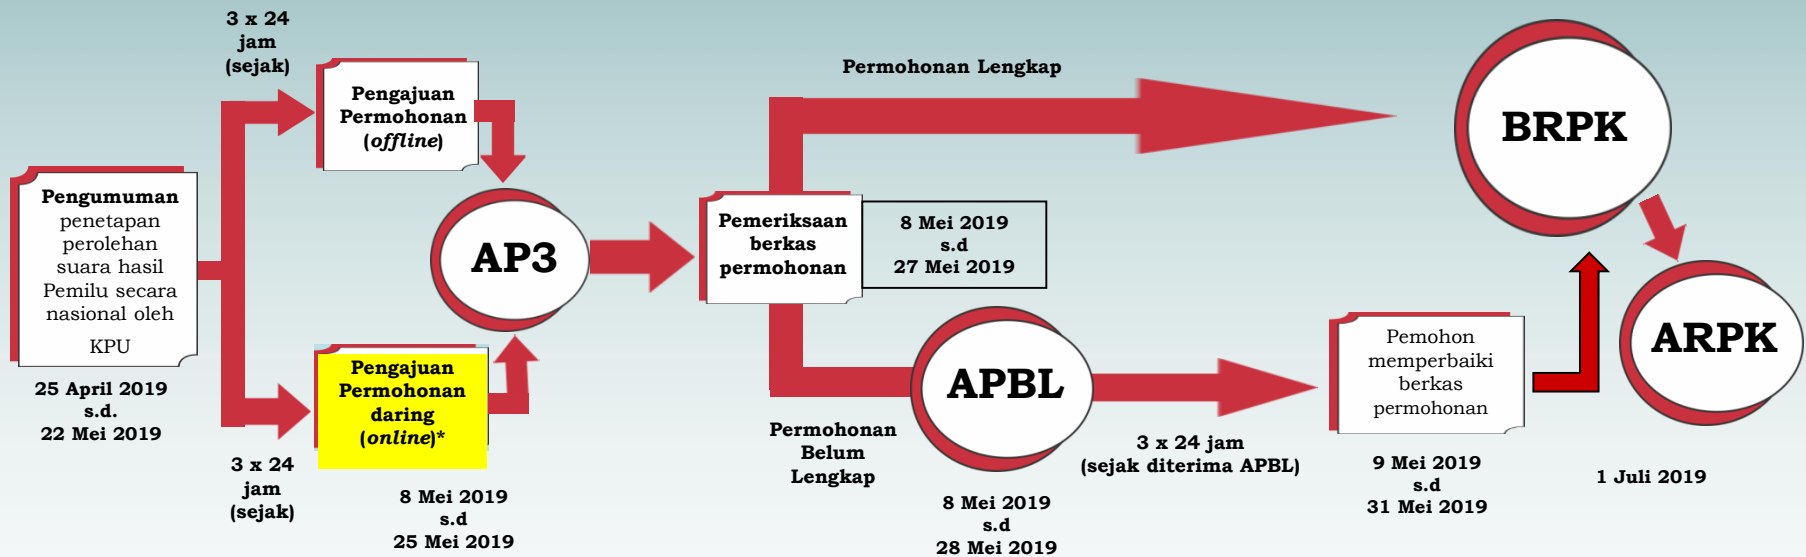 Pengumuman
penetapan
perolehan
suara hasil
Pemilu secara
nasional oleh
KPU
25 April 2019
s.d.
22 Mei 2019
3 x 24
jam
(sejak)
Pengajuan
Permohonan
(offline)
3 x 24
jam
(sejak)
Pengajuan
Permohonan
daring
(online)*
8 Mei 2019
s.d
25 Mei 2019
AP3
Pemeriksaan
berkas
permohonan
8 Mei 2019
s.d
27 Mei 2019
Permohonan Lengkap
Permohonan
Belum
Lengkap
APBL
8 Mei 2019
s.d
28 Mei 2019
3 x 24 jam
(sejak diterima APBL)
Pemohon
memperbaiki
berkas
permohonan
9 Mei 2019
s.d
31 Mei 2019
BRPK
ARPK
1 Juli 2019